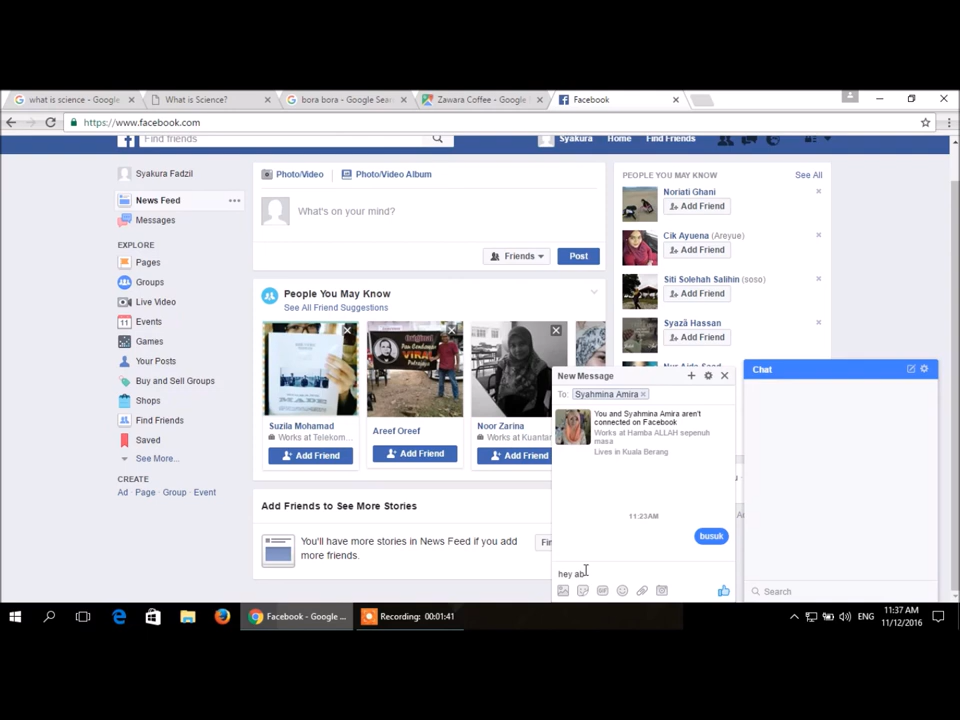 what is science - Google
What is Science?
bora bora - Google Sear
Zawara Coffee - Google
Facebook
https://www.facebook.com
Find friends
Syakura
Home
Find Friends
Syakura Fadzil
News Feed
Messages
EXPLORE
Pages
Groups
Live Video
11
Events
Games
Your Posts
Buy and Sell Groups
Shops
Find Friends
Saved
See More...
CREATE
Ad · Page · Group · Event
Photo/Video
Photo/Video Album
What's on your mind?
Friends
Post
People You May Know
See All Friend Suggestions
ORIGINAL
VIRAL
MADE
Suzila Mohamad
Works at Telekom...
Add Friend
Areef Oreef
Add Friend
Noor Zarina
Works at Kuantar
Add Friend
Add Friends to See More Stories
You'll have more stories in News Feed if you add
more friends.
Fin
PEOPLE YOU MAY KNOW
See All
Noriati Ghani
Add Friend
Cik Ayuena (Areyue)
Add Friend
Siti Solehah Salihin (soso)
Add Friend
Syazã Hassan
Add Friend
New Message
To: Syahmina Amira
You and Syahmina Amira aren't
connected on Facebook
Works at Hamba ALLAH sepenuh
masa
Lives in Kuala Berang
11:23AM
busuk
hey ab
GIF
Chat
Search
Facebook - Google ...
Recording: 00:01:41
ENG
11:37 AM
11/12/2016